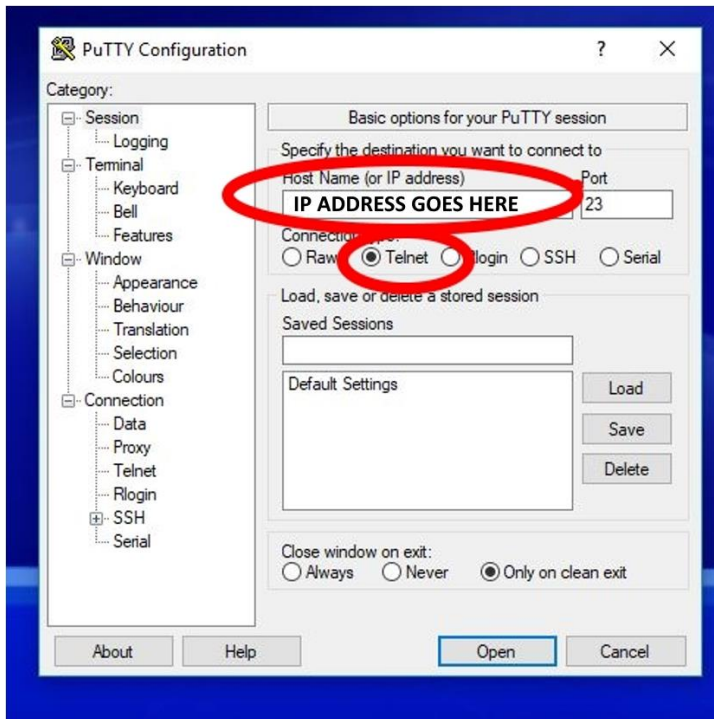 PuTTY Configuration
?
Category:
Session
Logging
Terminal
Keyboard
Bell
Features
Window
Appearance
Behaviour
Translation
Selection
Colours
Connection
Data
Proxy
Telnet
Rlogin
SSH
Serial
Basic options for your PuTTY session
Specify the destination you want to connect to
Host Name (or IP address) Port
IP ADDRESS GOES HERE 23
Connection type:
Raw Telnet Rlogin SSH Serial
Load, save or delete a stored session
Saved Sessions
Default Settings
Load
Save
Delete
Close window on exit:
Always Never Only on clean exit
About Help Open Cancel